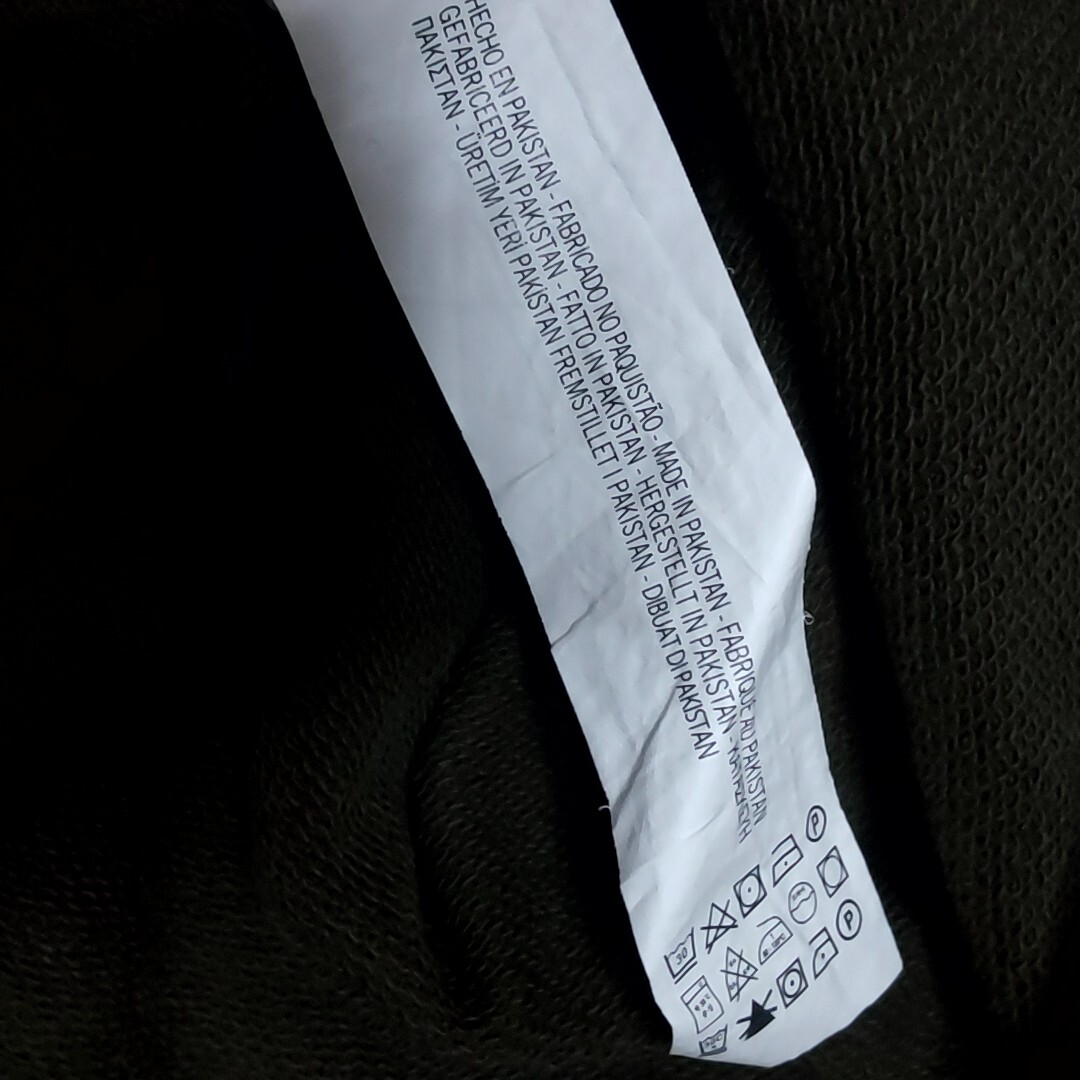 HECHO EN PAKISTAN - FABRICADO NO PAQUISTÃO - MADE IN PAKISTAN - FABRIQUÉ AU PAKISTAN
GEFABRICEERD IN PAKISTAN - FATTO IN PAKISTAN - HERGESTELLT IN PAKISTAN - ΚΑΤΑΣΚΕΥΗ
ΠΑΚΙΣΤΑΝ - ÜRETİM YERİ PAKİSTAN FREMSTILLET I PAKISTAN - DIBUAT DI PAKISTAN
P
30
P